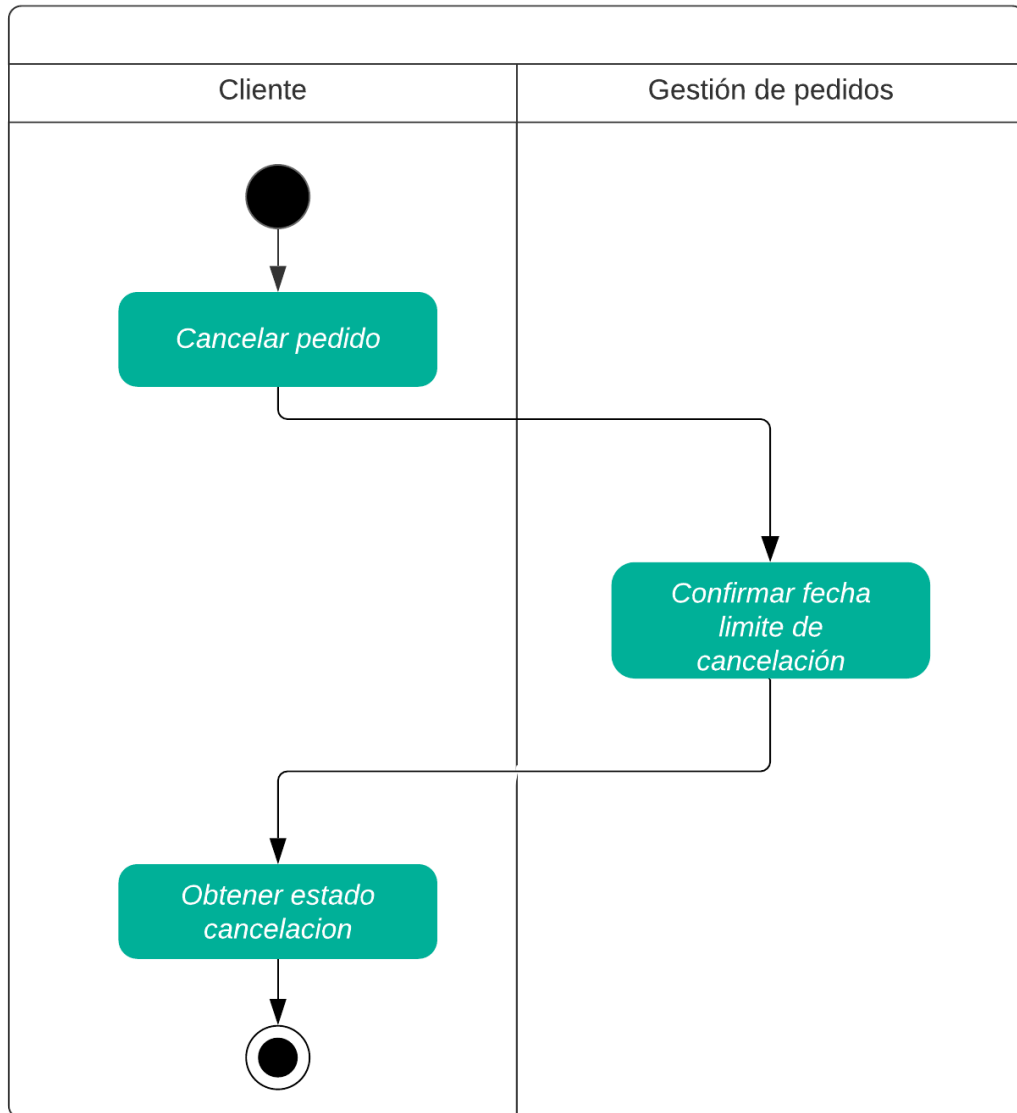 Cliente
Gestión de pedidos
Cancelar pedido
Confirmar fecha
limite de
cancelación
Obtener estado
cancelacion